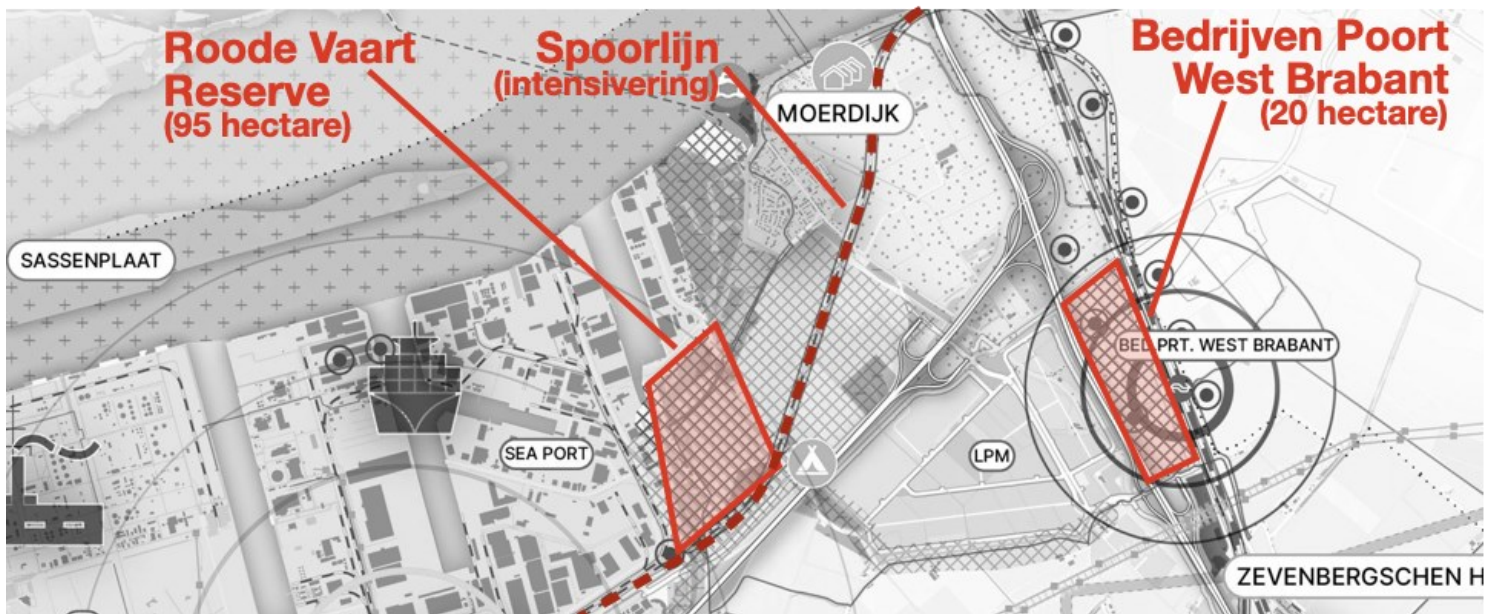 Roode Vaart
Reserve
(95 hectare)
Spoorlijn
(intensivering)
Bedrijven Poort
West Brabant
(20 hectare)
MOERDIJK
SASSENPLAAT
BED. PRT. WEST BRABANT
SEA PORT
LPM
ZEVENBERGSCHEN H